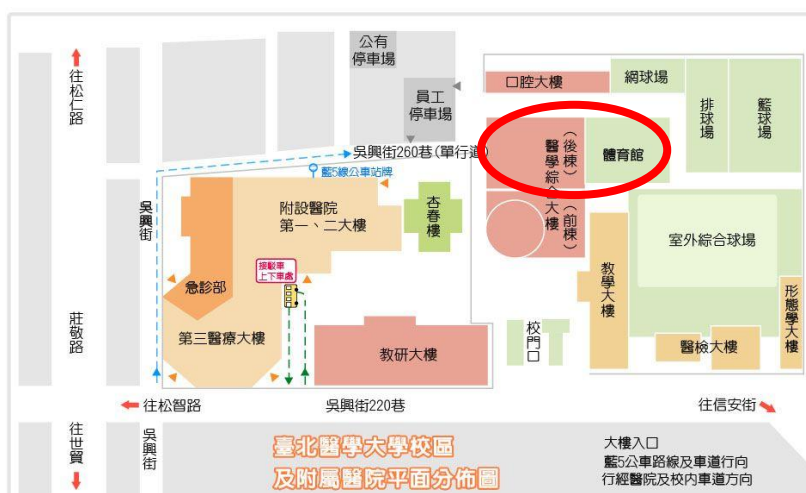 往松仁路
公有
停車場
員工
停車場
口腔大樓
網球場
排球場
籃球場
吳興街260巷(單行道)
藍5線公車站牌
醫學綜合大樓
(後棟)
(前棟)
體育館
吳興街
附設醫院
第一、二大樓
杏春樓
室外綜合球場
接駁車
上下車處
急診部
教學大樓
形態學大樓
莊敬路
第三醫療大樓
教研大樓
校門口
醫檢大樓
往松智路
吳興街220巷
往信安街
往世貿
吳興街
臺北醫學大學校區
及附屬醫院平面分佈圖
大樓入口
藍5公車路線及車道行向
行經醫院及校內車道方向